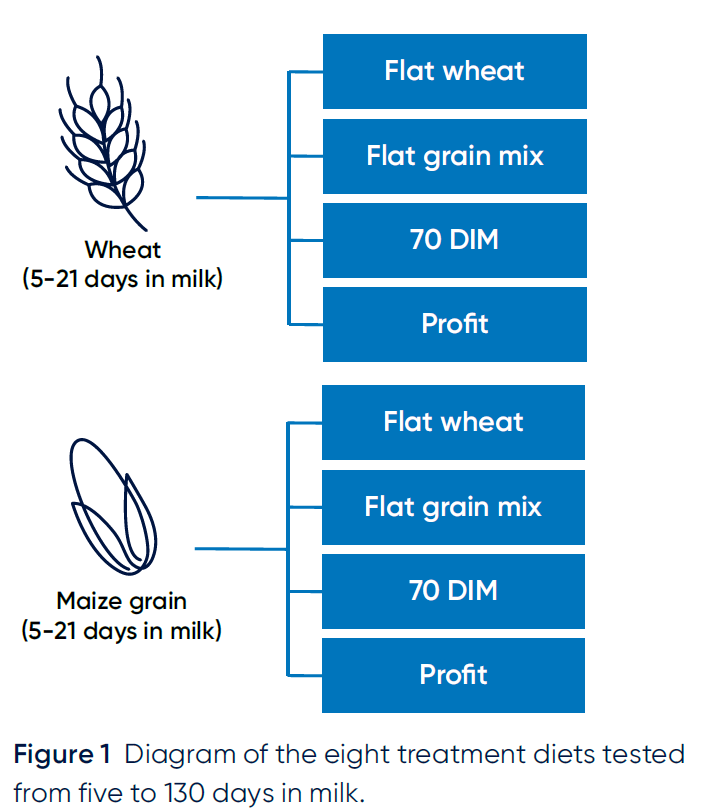 Flat wheat
Flat grain mix
70 DIM
Profit
Wheat
(5-21 days in milk)
Flat wheat
Flat grain mix
70 DIM
Profit
Maize grain
(5-21 days in milk)
Figure 1 Diagram of the eight treatment diets tested
from five to 130 days in milk.